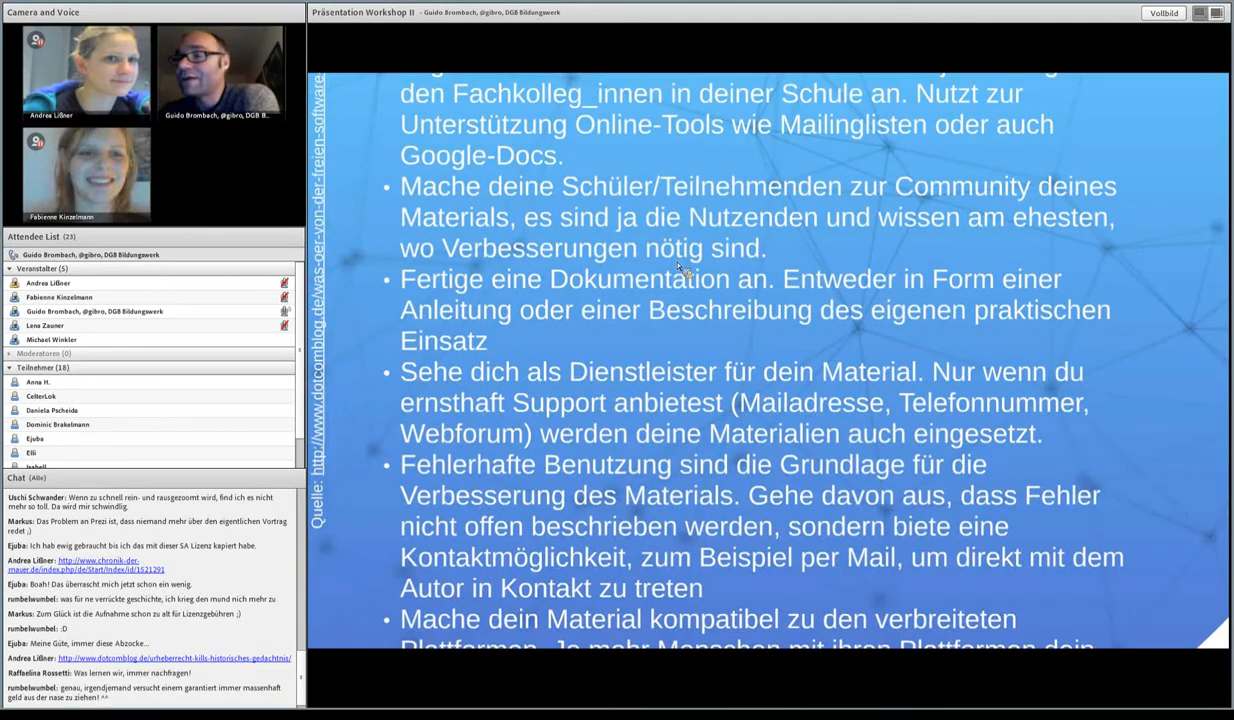 Camera and Voice
Andrea Lißner
Guido Brombach, @gibro, DGB B..
Fabienne Kinzelmann
Attendee List (23)
Guido Brombach, @gibro, DGB Bildungswerk
Veranstalter (5)
Andrea Lißner
Fabienne Kinzelmann
Guido Brombach, @gibro, DGB Bildungswerk
Lena Zauner
Michael Winkler
Moderatoren (0)
Teilnehmer (18)
Anna H.
CelterLok
Daniela Pscheida
Dominic Brakelmann
Ejuba
Elli
Isabell
Chat (Alle)
Uschi Schwander: Wenn zu schnell rein- und rausgezoomt wird, find ich es nicht
mehr so toll. Da wird mir schwindlig.
Markus: Das Problem an Prezi ist, dass niemand mehr über den eigentlichen Vortrag
redet ;)
Ejuba: Ich hab ewig gebraucht bis ich das mit dieser SA Lizenz kapiert habe.
Andrea Lißner: http://www.chronik-der-
mauer.de/index.php/de/Start/Index/id/1521291
Ejuba: Boah! Das überrascht mich jetzt schon ein wenig.
rumbelwumbel: was für ne verrückte geschichte, ich krieg den mund nich mehr zu
Markus: Zum Glück ist die Aufnahme schon zu alt für Lizenzgebühren ;)
rumbelwumbel: :D
Ejuba: Meine Güte, immer diese Abzocke...
Andrea Lißner: http://www.dotcomblog.de/urheberrecht-kills-historisches-gedachtnis/
Raffaelina Rossetti: Was lernen wir, immer nachfragen!
rumbelwumbel: genau, irgendjemand versucht einem garantiert immer massenhaft
geld aus der nase zu ziehen! ^^
Präsentation Workshop II - Guido Brombach, @gibro, DGB Bildungswerk
Vollbild
Quelle: http://www.dotcomblog.de/was-oer-von-der-freien-software
den Fachkolleg_innen in deiner Schule an. Nutzt zur
Unterstützung Online-Tools wie Mailinglisten oder auch
Google-Docs.
• Mache deine Schüler/Teilnehmenden zur Community deines
Materials, es sind ja die Nutzenden und wissen am ehesten,
wo Verbesserungen nötig sind.
• Fertige eine Dokumentation an. Entweder in Form einer
Anleitung oder einer Beschreibung des eigenen praktischen
Einsatz
• Sehe dich als Dienstleister für dein Material. Nur wenn du
ernsthaft Support anbietest (Mailadresse, Telefonnummer,
Webforum) werden deine Materialien auch eingesetzt.
• Fehlerhafte Benutzung sind die Grundlage für die
Verbesserung des Materials. Gehe davon aus, dass Fehler
nicht offen beschrieben werden, sondern biete eine
Kontaktmöglichkeit, zum Beispiel per Mail, um direkt mit dem
Autor in Kontakt zu treten
• Mache dein Material kompatibel zu den verbreiteten
Plattformen. Je mehr Menschen mit ihren Plattformen dein